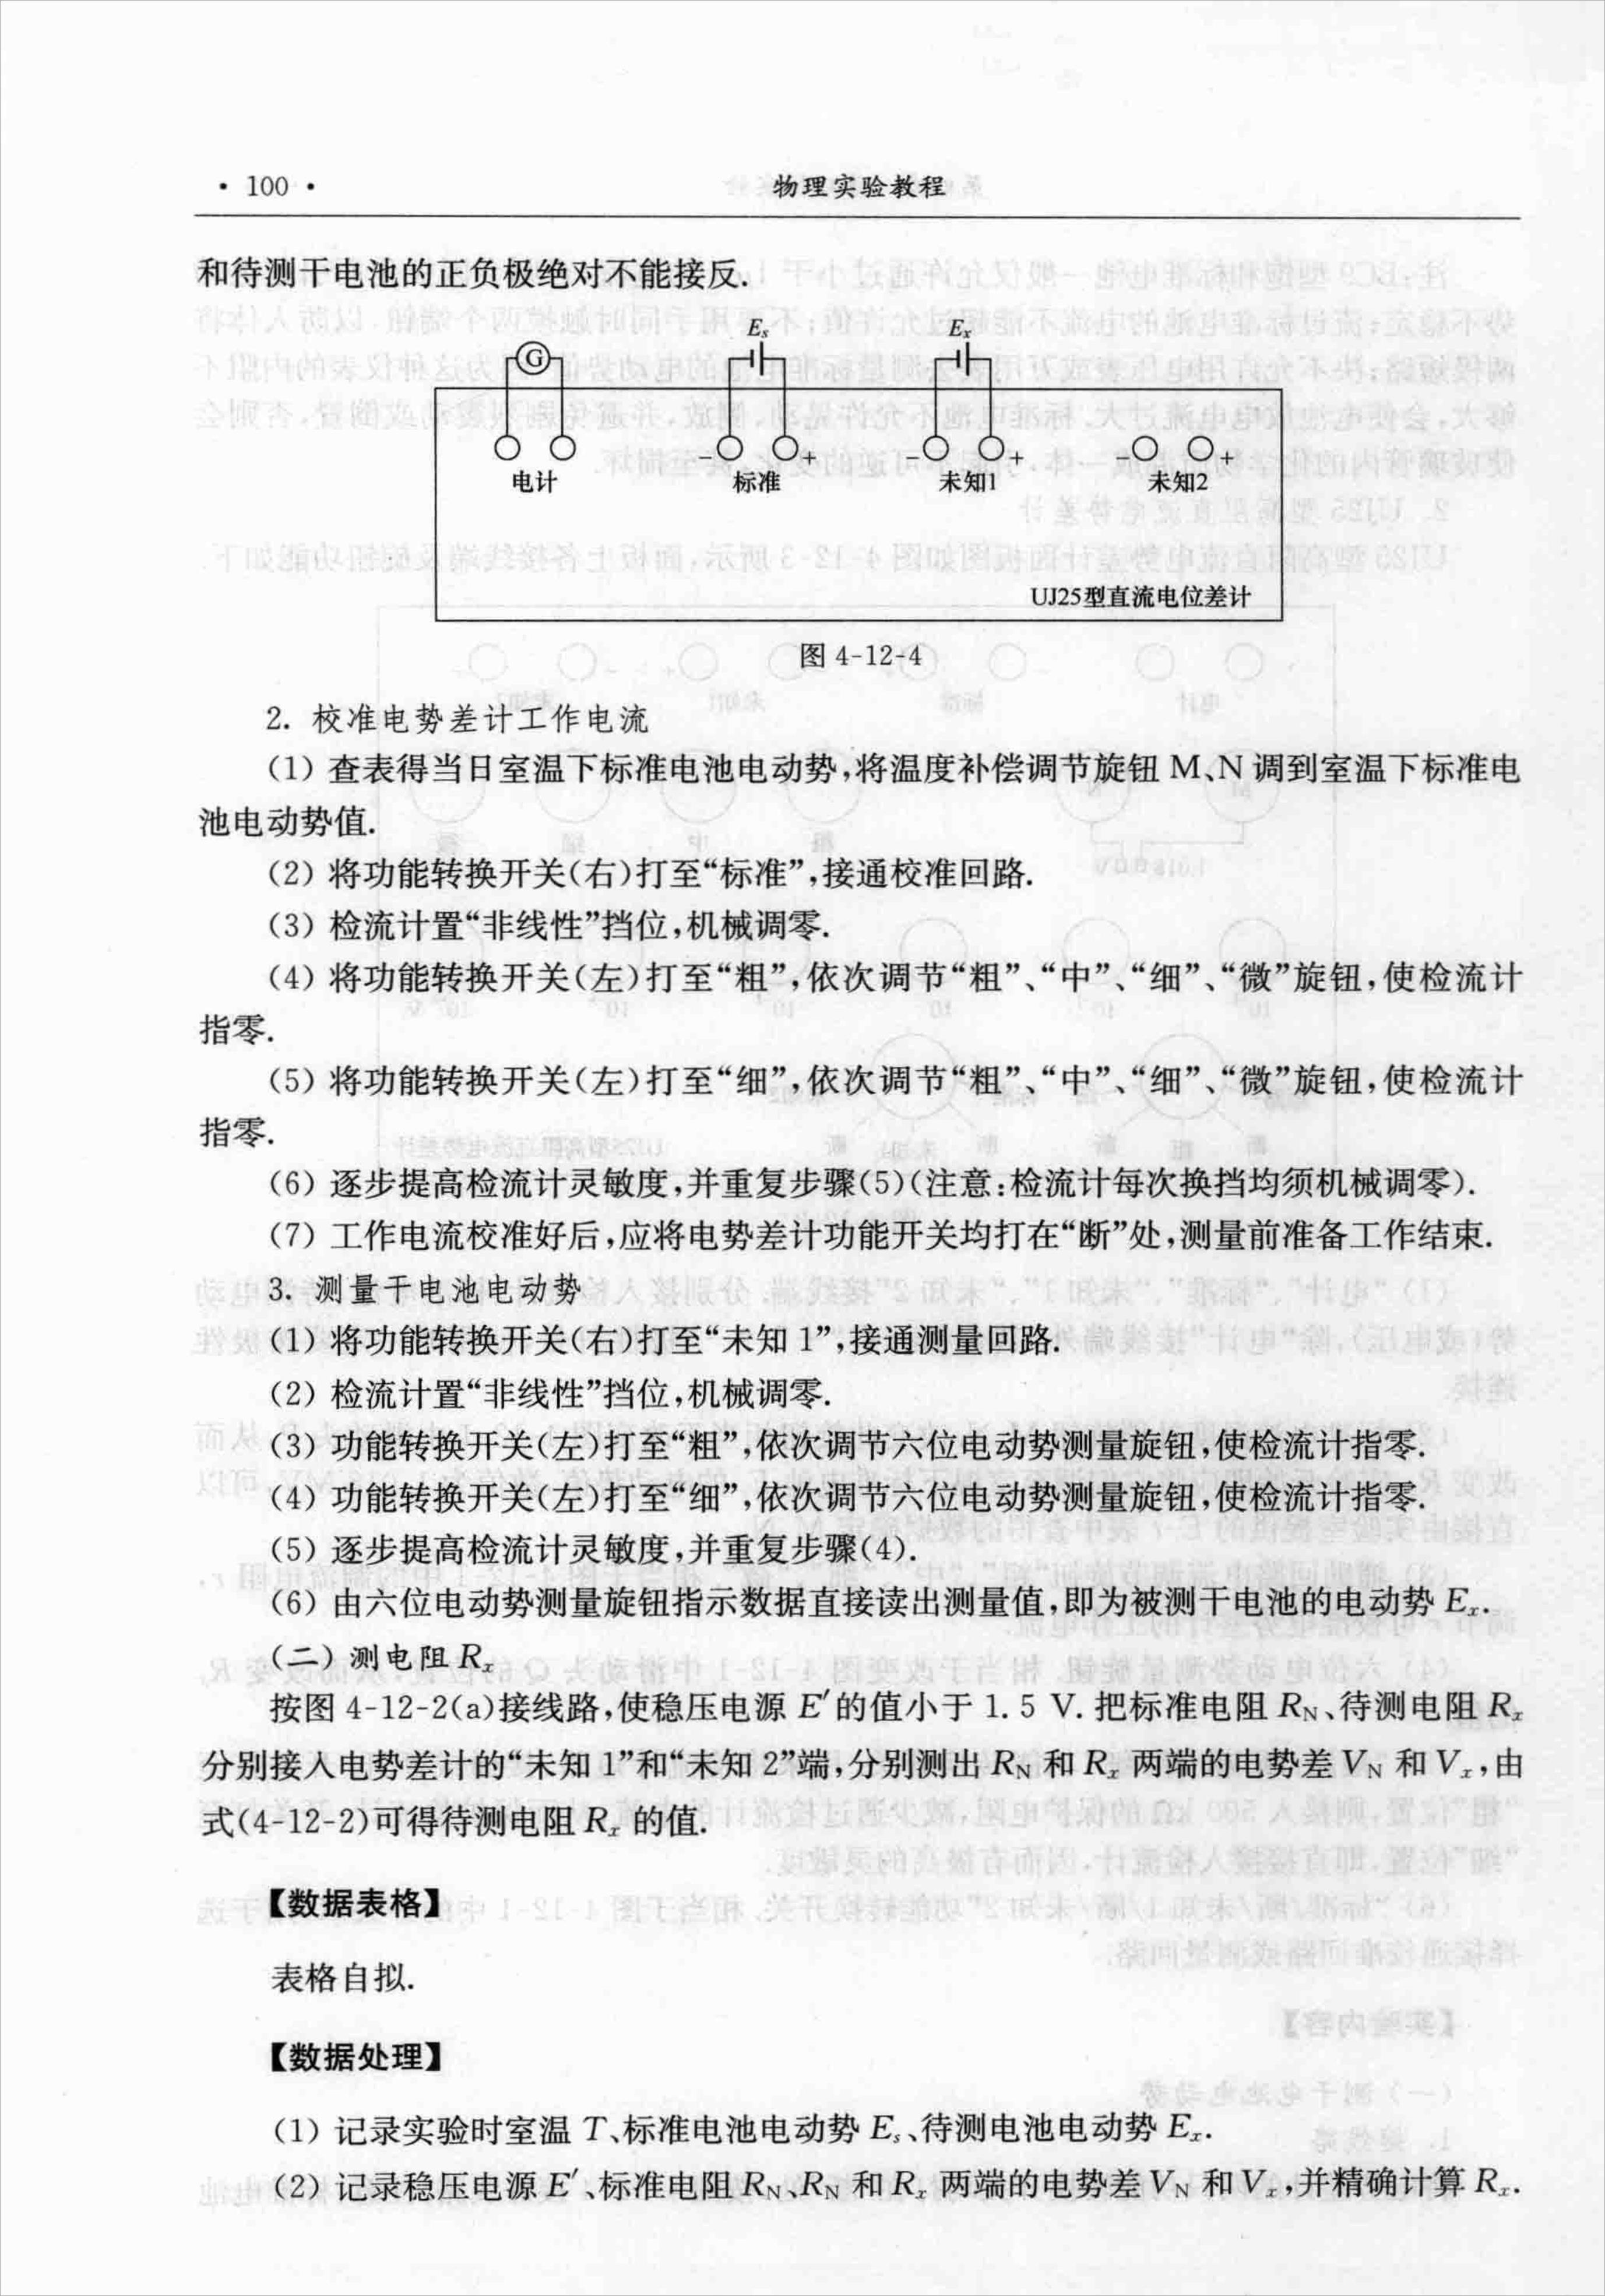 · 100 ·
物理实验教程
和待测干电池的正负极绝对不能接反.
G
Es
Ex
电计
- +
标准
- +
未知1
- +
未知2
UJ25型直流电位差计
图 4-12-4
2. 校准电势差计工作电流
(1) 查表得当日室温下标准电池电动势,将温度补偿调节旋钮 M、N 调到室温下标准电
池电动势值.
(2) 将功能转换开关(右)打至“标准”,接通校准回路.
(3) 检流计置“非线性”挡位,机械调零.
(4) 将功能转换开关(左)打至“粗”,依次调节“粗”、“中”、“细”、“微”旋钮,使检流计
指零.
(5) 将功能转换开关(左)打至“细”,依次调节“粗”、“中”、“细”、“微”旋钮,使检流计
指零.
(6) 逐步提高检流计灵敏度,并重复步骤(5)(注意:检流计每次换挡均须机械调零).
(7) 工作电流校准好后,应将电势差计功能开关均打在“断”处,测量前准备工作结束.
3. 测量干电池电动势
(1) 将功能转换开关(右)打至“未知 1”,接通测量回路.
(2) 检流计置“非线性”挡位,机械调零.
(3) 功能转换开关(左)打至“粗”,依次调节六位电动势测量旋钮,使检流计指零.
(4) 功能转换开关(左)打至“细”,依次调节六位电动势测量旋钮,使检流计指零.
(5) 逐步提高检流计灵敏度,并重复步骤(4).
(6) 由六位电动势测量旋钮指示数据直接读出测量值,即为被测干电池的电动势 Ex.
(二) 测电阻 Rx
按图 4-12-2(a)接线路,使稳压电源 E′的值小于 1.5 V. 把标准电阻 RN、待测电阻 Rx
分别接入电势差计的“未知 1”和“未知 2”端,分别测出 RN 和 Rx 两端的电势差 VN 和 Vx,由
式(4-12-2)可得待测电阻 Rx 的值.
【数据表格】
表格自拟.
【数据处理】
(1) 记录实验时室温 T、标准电池电动势 Es、待测电池电动势 Ex.
(2) 记录稳压电源 E′、标准电阻 RN、RN 和 Rx 两端的电势差 VN 和 Vx,并精确计算 Rx.